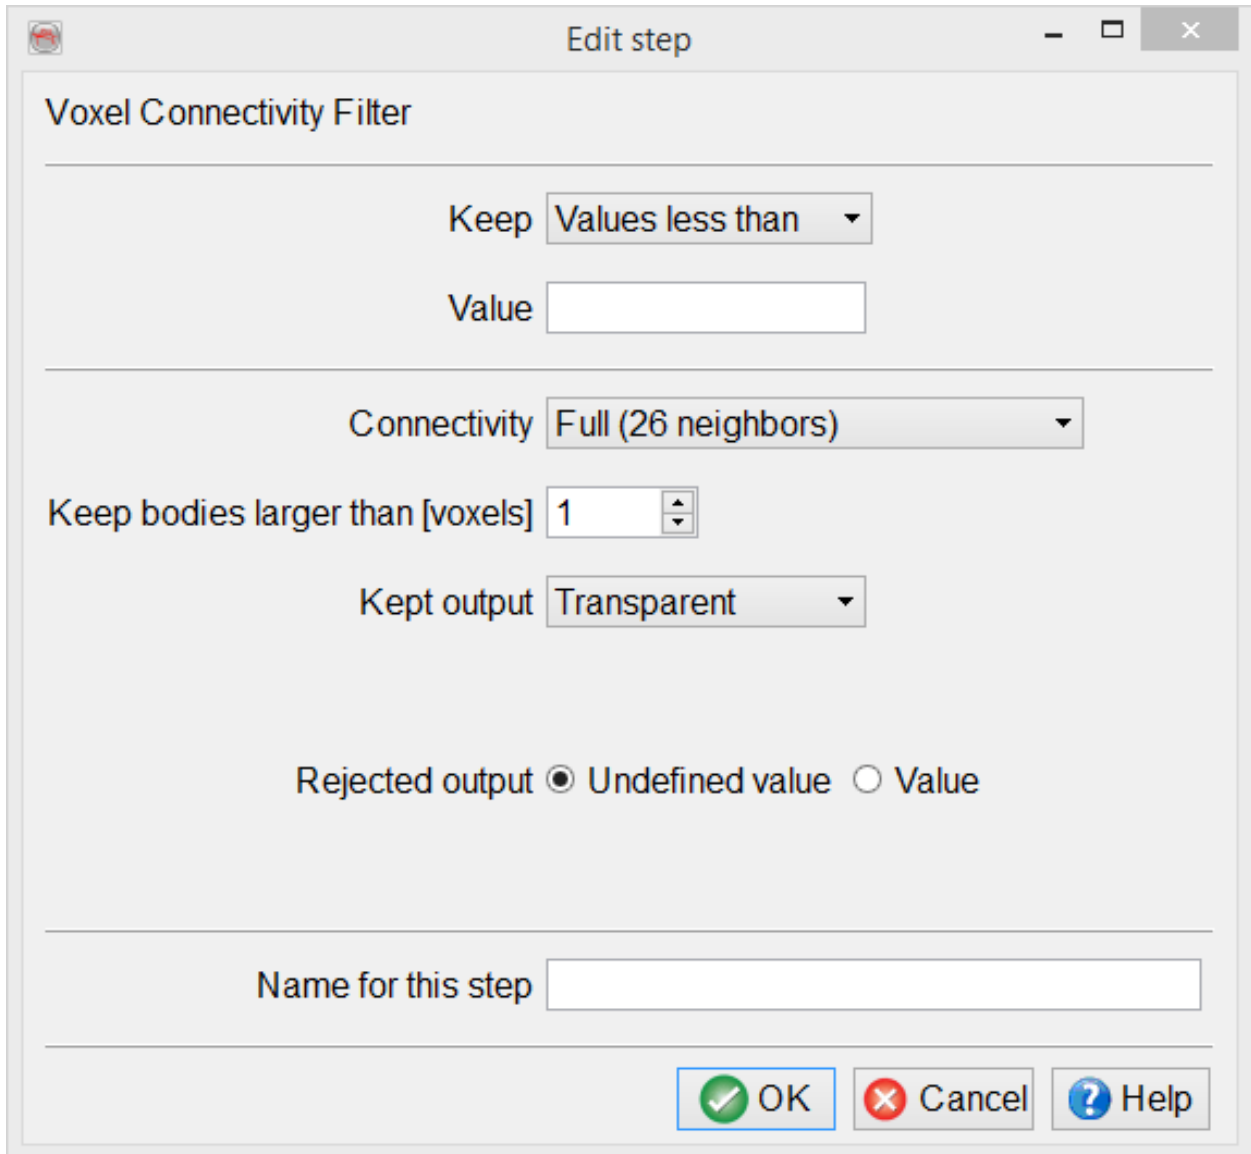 Edit step
Voxel Connectivity Filter
Keep Values less than
Value
Connectivity Full (26 neighbors)
Keep bodies larger than [voxels] 1
Kept output Transparent
Rejected output Undefined value Value
Name for this step
OK Cancel Help